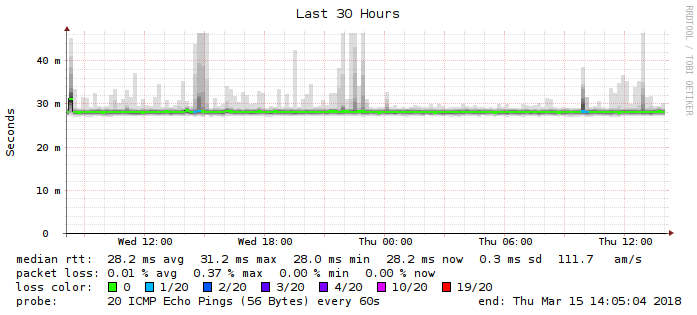 Last 30 Hours
RRDTOOL / TOBI OETIKER
Seconds
40 m
30 m
20 m
10 m
0
Wed 12:00 Wed 18:00 Thu 00:00 Thu 06:00 Thu 12:00
median rtt: 28.2 ms avg 31.2 ms max 28.0 ms min 28.2 ms now 0.3 ms sd 111.7 am/s
packet loss: 0.01 % avg 0.37 % max 0.00 % min 0.00 % now
loss color: 0 1/20 2/20 3/20 4/20 10/20 19/20
probe: 20 ICMP Echo Pings (56 Bytes) every 60s end: Thu Mar 15 14:05:04 2018